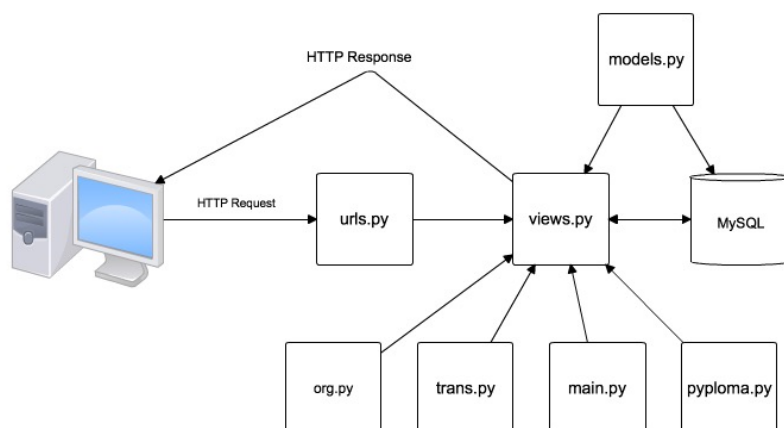 HTTP Response
models.py
HTTP Request
urls.py
views.py
MySQL
org.py
trans.py
main.py
pyploma.py